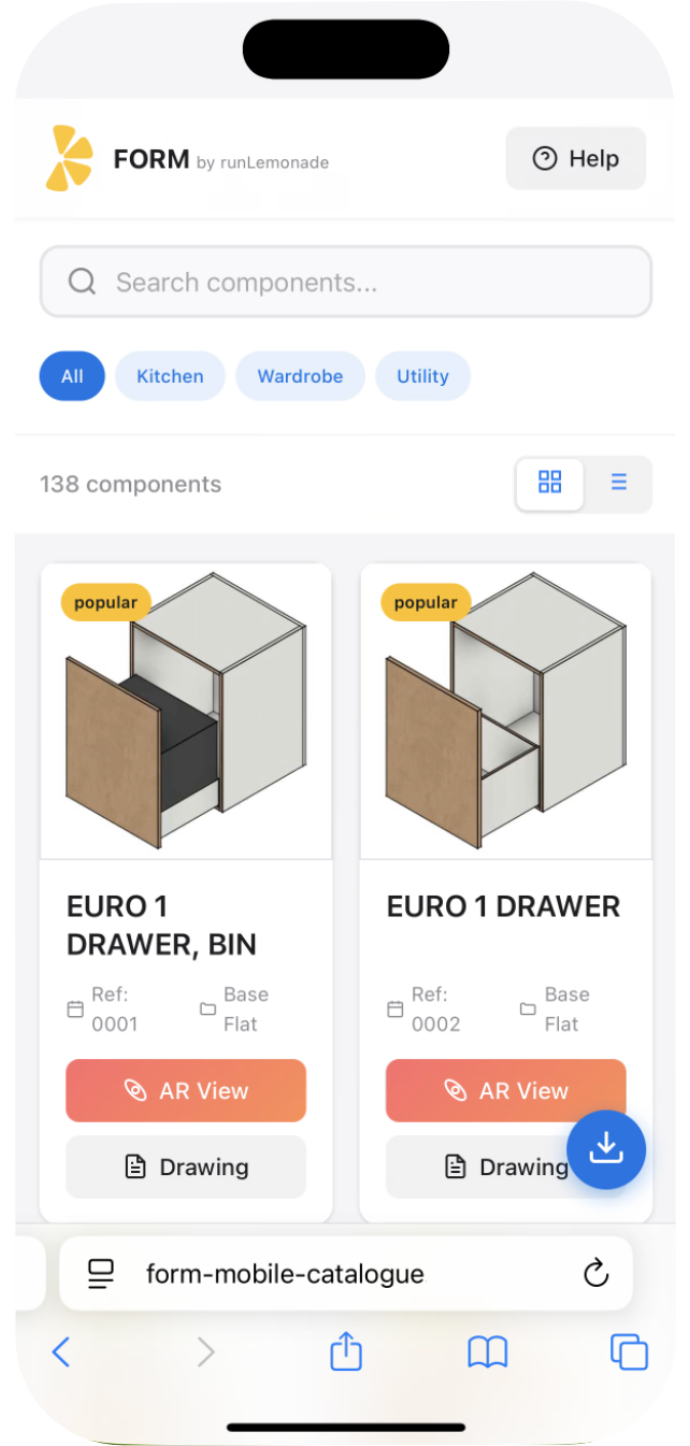 FORM by runLemonade
Help
Search components...
All
Kitchen
Wardrobe
Utility
138 components
popular
EURO 1
DRAWER, BIN
Ref:
0001
Base
Flat
AR View
Drawing
popular
EURO 1 DRAWER
Ref:
0002
Base
Flat
AR View
Drawing
form-mobile-catalogue